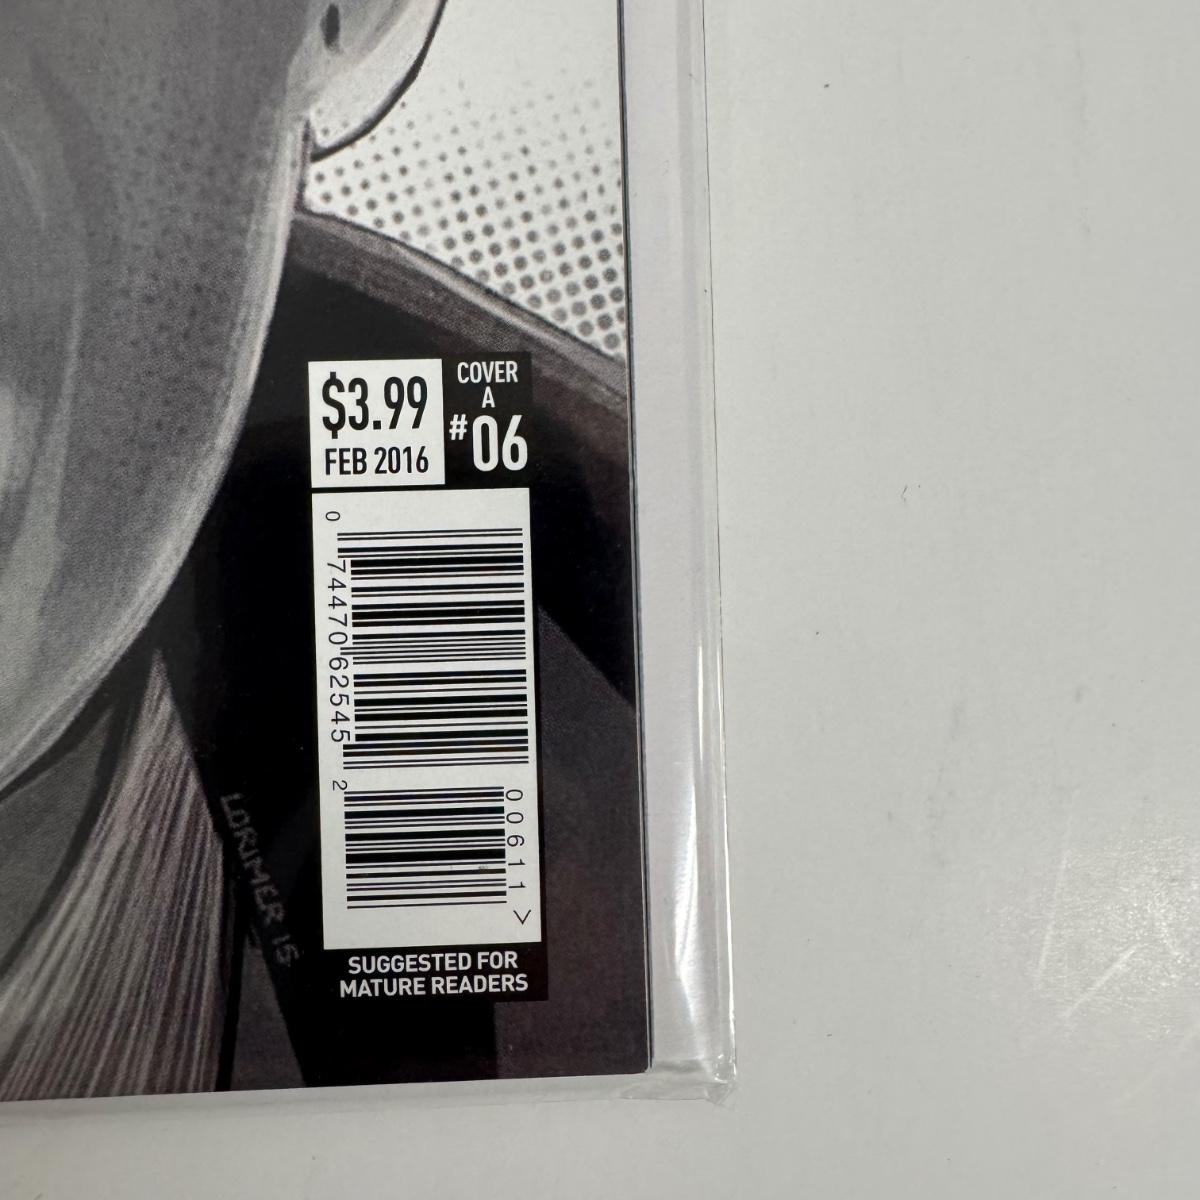 $3.99
FEB 2016
COVER
A
#06
0
74470 62545
2
00611 >
LORIMER 15
SUGGESTED FOR
MATURE READERS